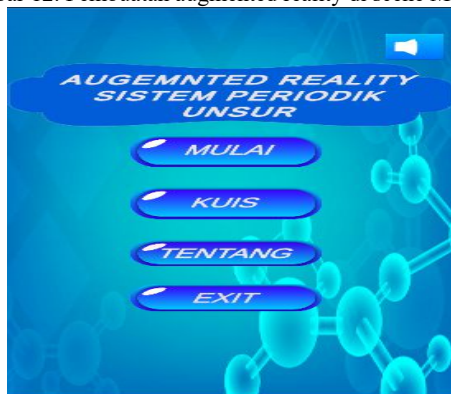 AUGEMNTED REALITY
SISTEM PERIODIK
UNSUR
MULAI
KUIS
TENTANG
EXIT